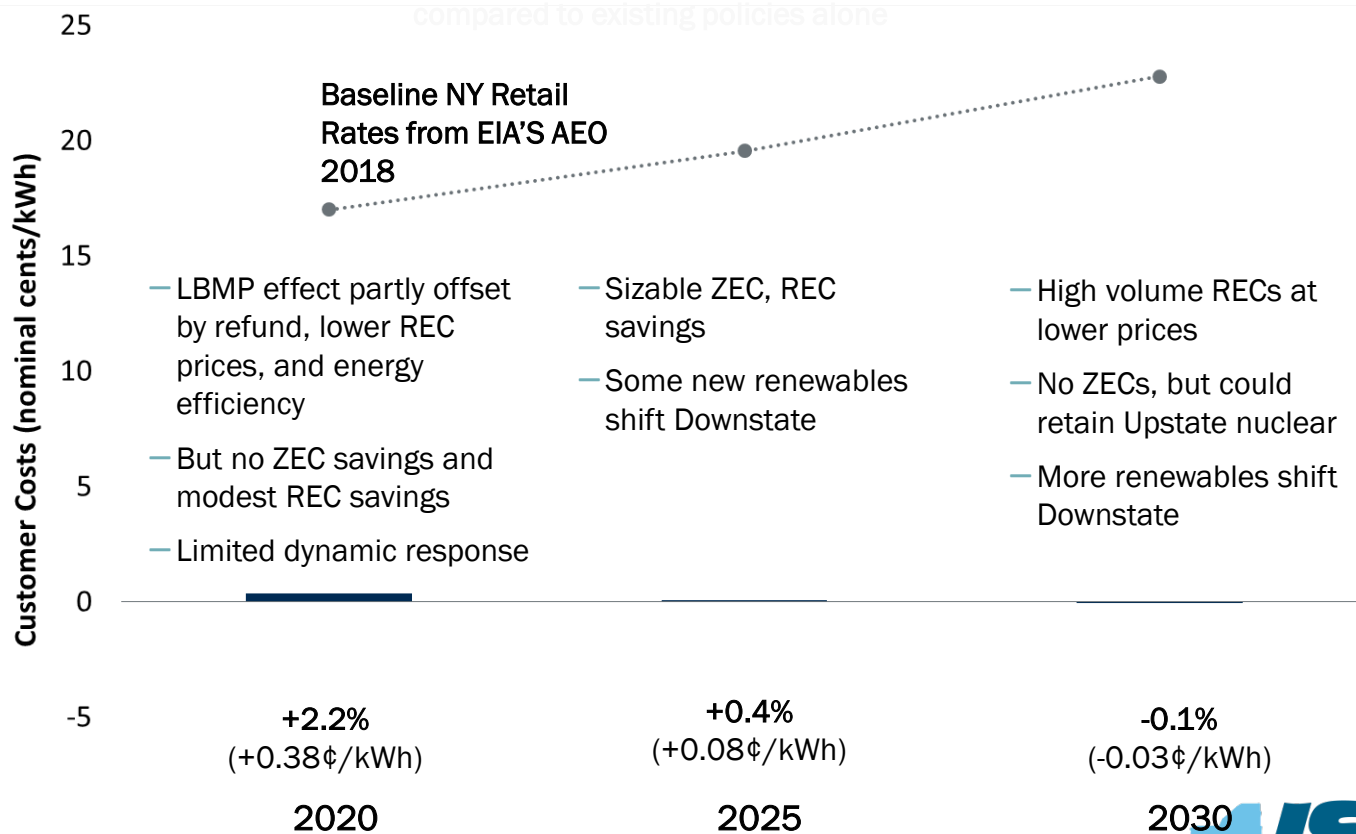 compared to existing policies alone
25
20
15
10
5
0
-5
Customer Costs (nominal cents/kWh)
Baseline NY Retail
Rates from EIA'S AEO
2018
– LBMP effect partly offset
by refund, lower REC
prices, and energy
efficiency
– But no ZEC savings and
modest REC savings
– Limited dynamic response
– Sizable ZEC, REC
savings
– Some new renewables
shift Downstate
– High volume RECs at
lower prices
– No ZECs, but could
retain Upstate nuclear
– More renewables shift
Downstate
+2.2%
(+0.38¢/kWh)
2020
+0.4%
(+0.08¢/kWh)
2025
-0.1%
(-0.03¢/kWh)
2030